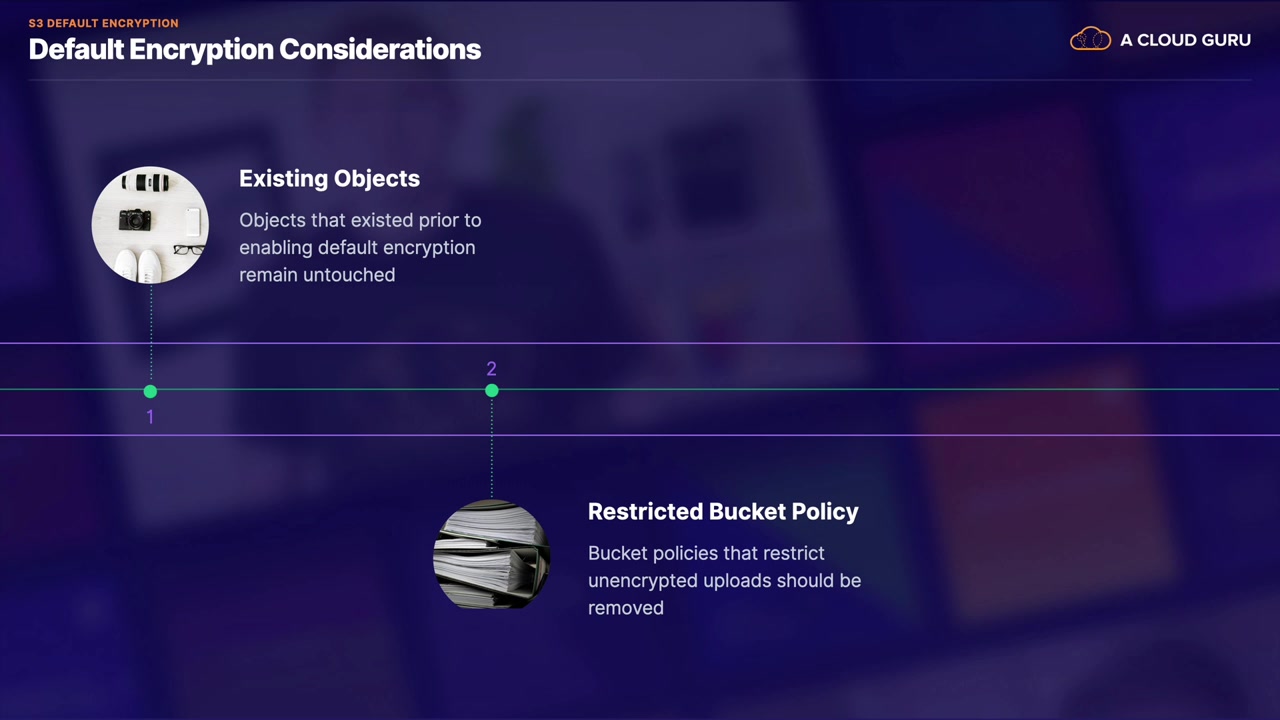 S3 DEFAULT ENCRYPTION
Default Encryption Considerations
A CLOUD GURU
Existing Objects
Objects that existed prior to
enabling default encryption
remain untouched
2
1
Restricted Bucket Policy
Bucket policies that restrict
unencrypted uploads should be
removed